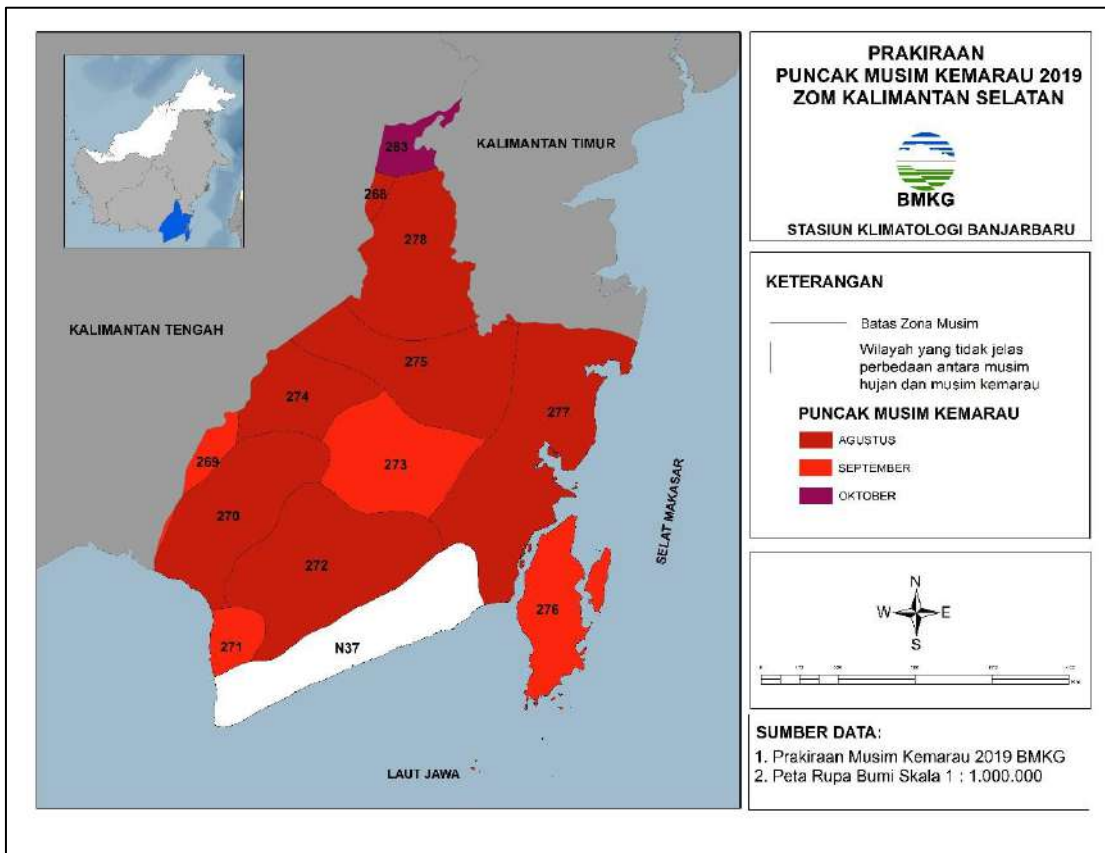 PRAKIRAAN
PUNCAK MUSIM KEMARAU 2019
ZOM KALIMANTAN SELATAN
BMKG
STASIUN KLIMATOLOGI BANJARBARU
KETERANGAN
Batas Zona Musim
Wilayah yang tidak jelas
perbedaan antara musim
hujan dan musim kemarau
PUNCAK MUSIM KEMARAU
AGUSTUS
SEPTEMBER
OKTOBER
N
W E
S
SUMBER DATA:
1. Prakiraan Musim Kemarau 2019 BMKG
2. Peta Rupa Bumi Skala 1 : 1.000.000
KALIMANTAN TIMUR
KALIMANTAN TENGAH
SELAT MAKASAR
LAUT JAWA
268
278
275
274
277
273
269
270
272
276
271
N37